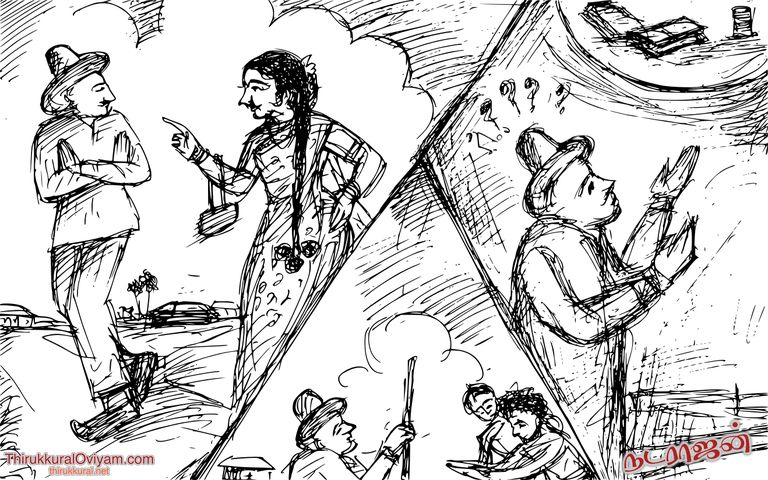 ? ? ? ? ?
ThirukkuralOviyam.com
thirukkural.net
நடராஜன்